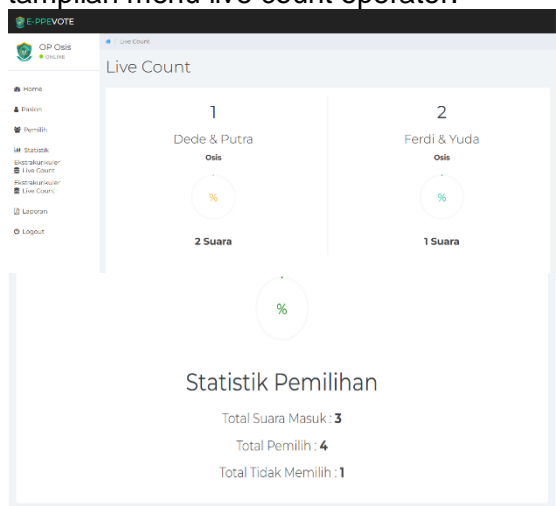 tampilan menu live count operator.
E-PPEVOTE
OP Osis
ONLINE
Home
Paslon
Pemilih
Statistik
Ekstrakurikuler
Live Count
Ekstrakurikuler
Live Count
Laporan
Logout
/ Live Count
Live Count
1
Dede & Putra
Osis
%
2 Suara
2
Ferdi & Yuda
Osis
%
1 Suara
%
Statistik Pemilihan
Total Suara Masuk : 3
Total Pemilih : 4
Total Tidak Memilih : 1